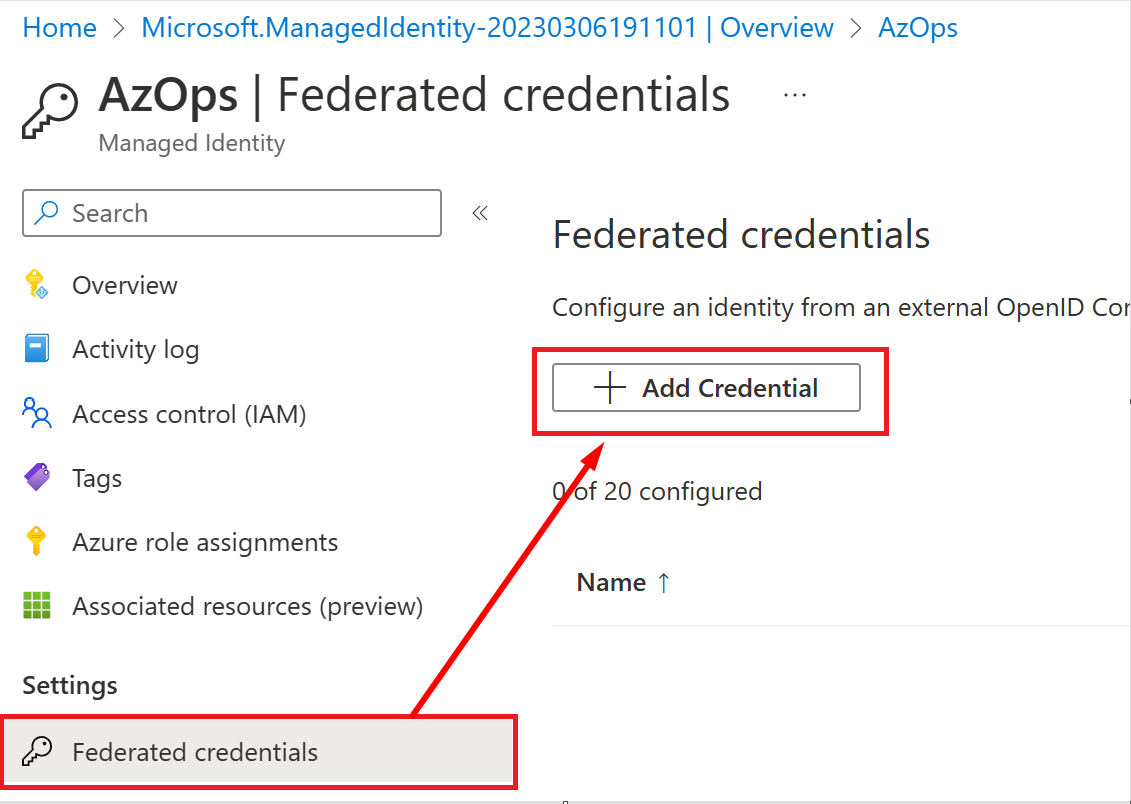 Home > Microsoft.ManagedIdentity-20230306191101 | Overview > AzOps
AzOps | Federated credentials ...
Managed Identity
Search «
Overview
Activity log
Access control (IAM)
Tags
Azure role assignments
Associated resources (preview)
Settings
Federated credentials
Federated credentials
Configure an identity from an external OpenID
+ Add Credential
0 of 20 configured
Name ↑